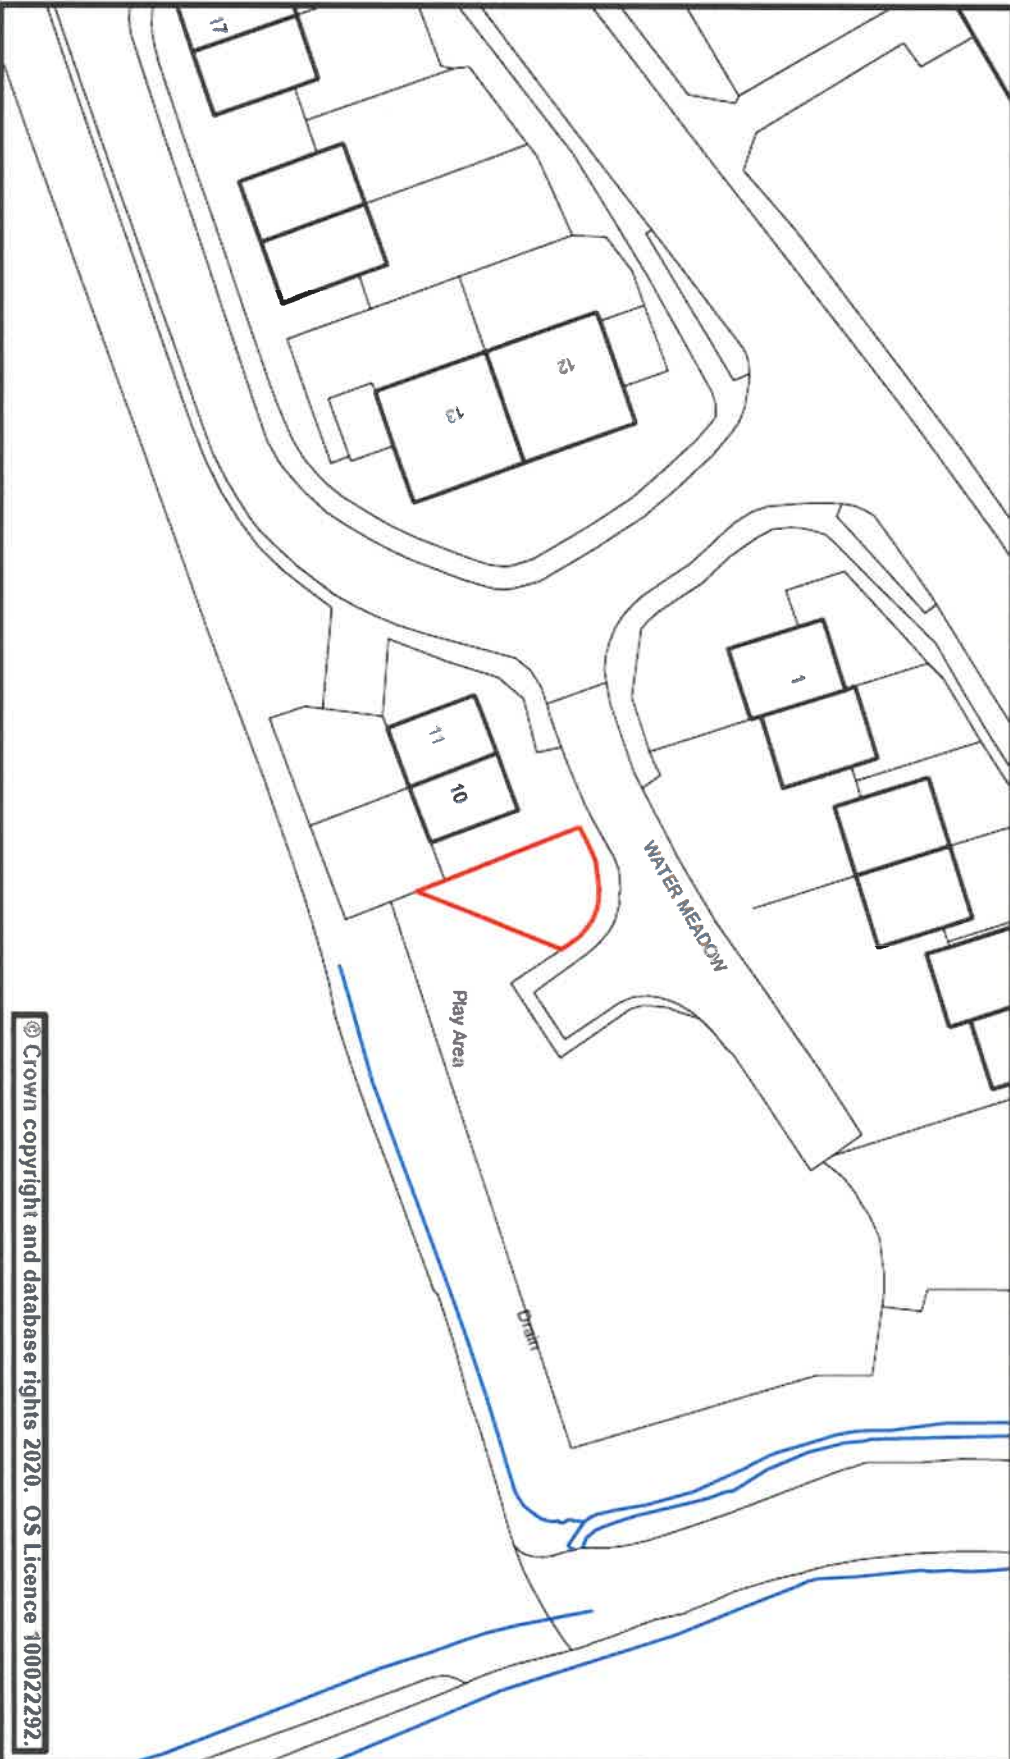 17
12
13
1
11
10
WATER MEADOW
Play Area
Drain
© Crown copyright and database rights 2020. OS Licence 100022292.